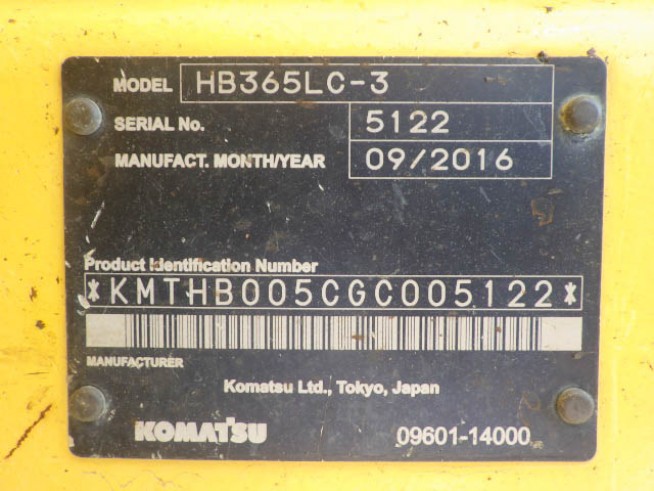 MODEL HB365LC-3
SERIAL No. 5122
MANUFACT. MONTH/YEAR 09/2016
Product Identification Number
*KMTHB005CGC005122*
MANUFACTURER
Komatsu Ltd., Tokyo, Japan
KOMATSU 09601-14000